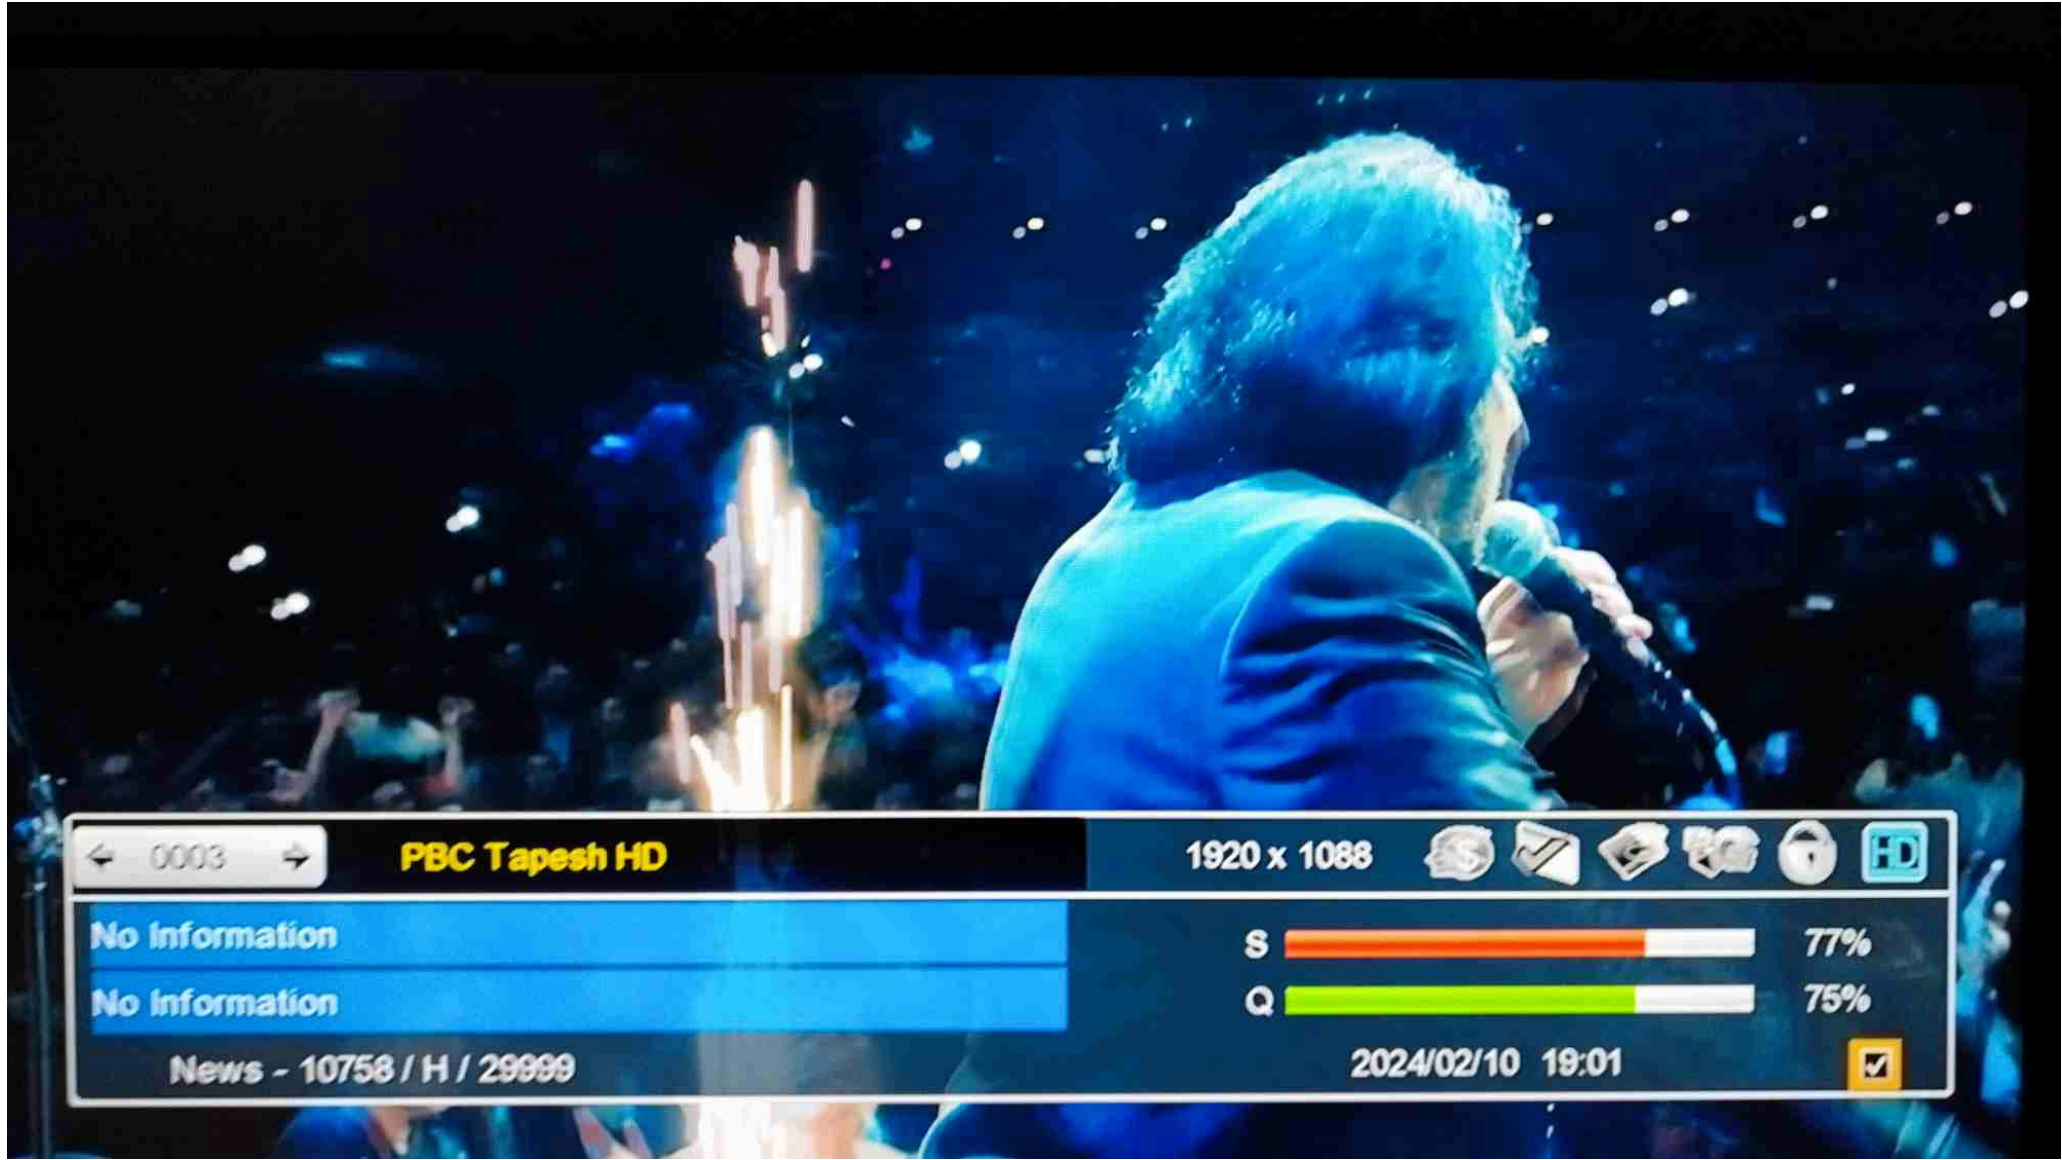 0003 PBC Tapesh HD 1920 x 1088 HD
No Information
S 77%
No Information
Q 75%
News - 10758 / H / 29999 2024/02/10 19:01